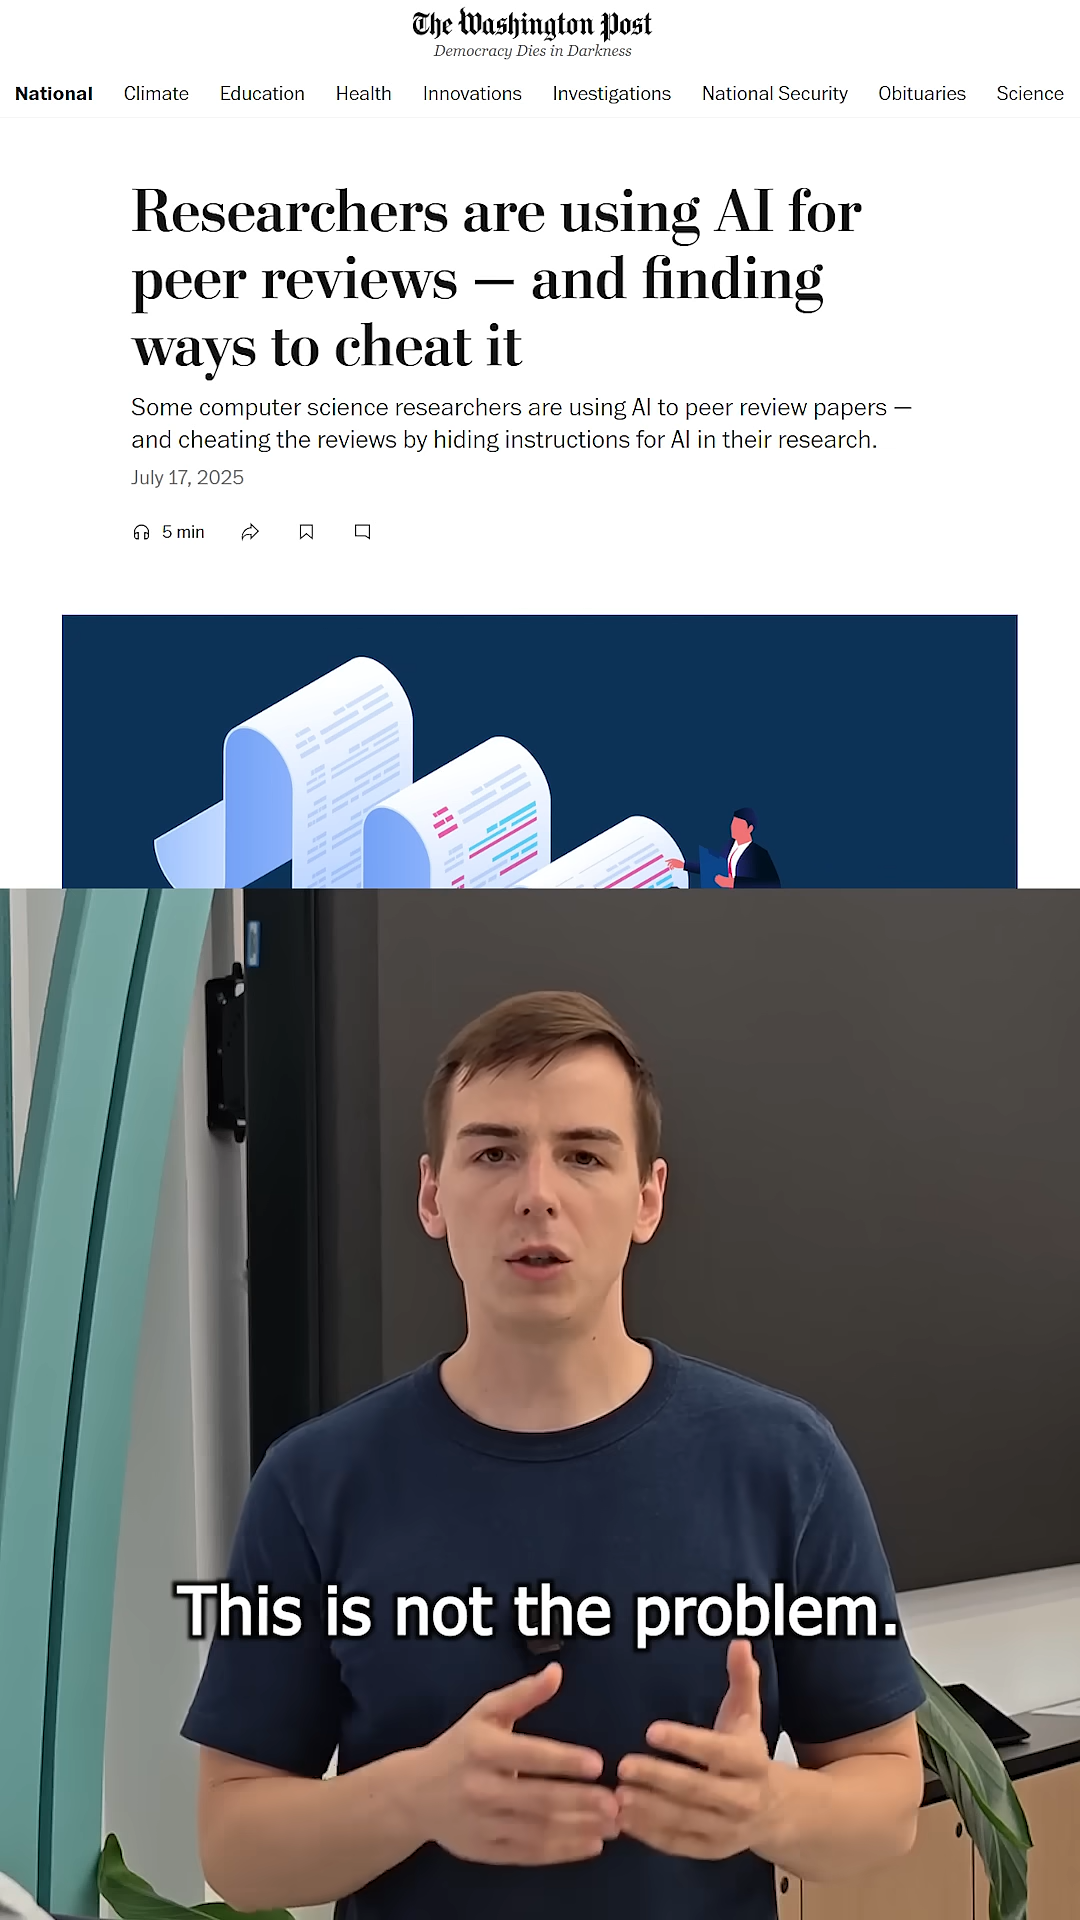 The Washington Post
Democracy Dies in Darkness
National Climate Education Health Innovations Investigations National Security Obituaries Science
Researchers are using AI for
peer reviews — and finding
ways to cheat it
Some computer science researchers are using AI to peer review papers —
and cheating the reviews by hiding instructions for AI in their research.
July 17, 2025
5 min
This is not the problem.